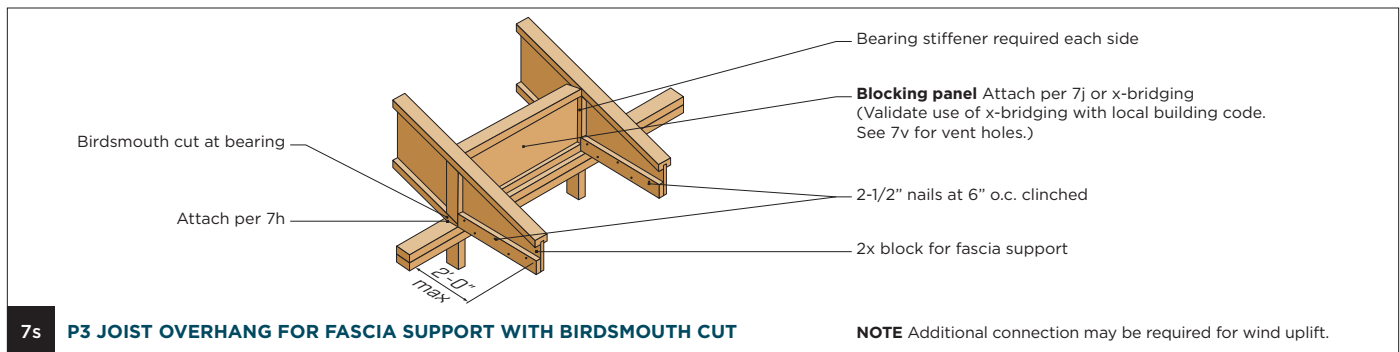 Bearing stiffener required each side
Blocking panel Attach per 7j or x-bridging
(Validate use of x-bridging with local building code.
See 7v for vent holes.)
Birdsmouth cut at bearing
2-1/2” nails at 6” o.c. clinched
Attach per 7h
2x block for fascia support
2'-0"
max
7s P3 JOIST OVERHANG FOR FASCIA SUPPORT WITH BIRDSMOUTH CUT
NOTE Additional connection may be required for wind uplift.